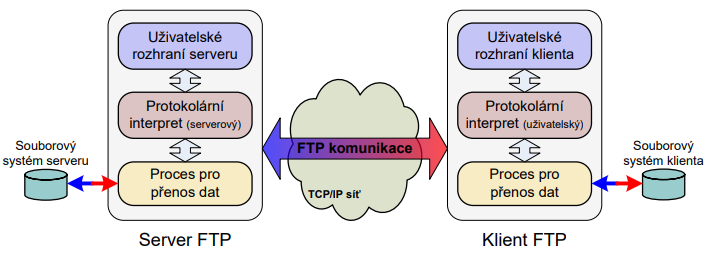 Uživatelské
rozhraní serveru
Protokolární
interpret (serverový)
Proces pro
přenos dat
Souborový
systém serveru
Server FTP
FTP komunikace
TCP/IP síť
Uživatelské
rozhraní klienta
Protokolární
interpret (uživatelský)
Proces pro
přenos dat
Souborový
systém klienta
Klient FTP